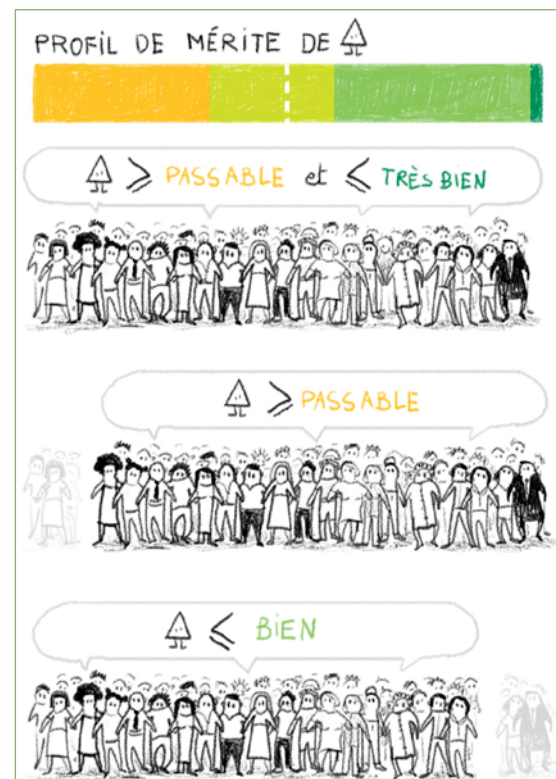 PROFIL DE MÉRITE DE
⩾ PASSABLE et ⩽ TRÈS BIEN
⩾ PASSABLE
⩽ BIEN